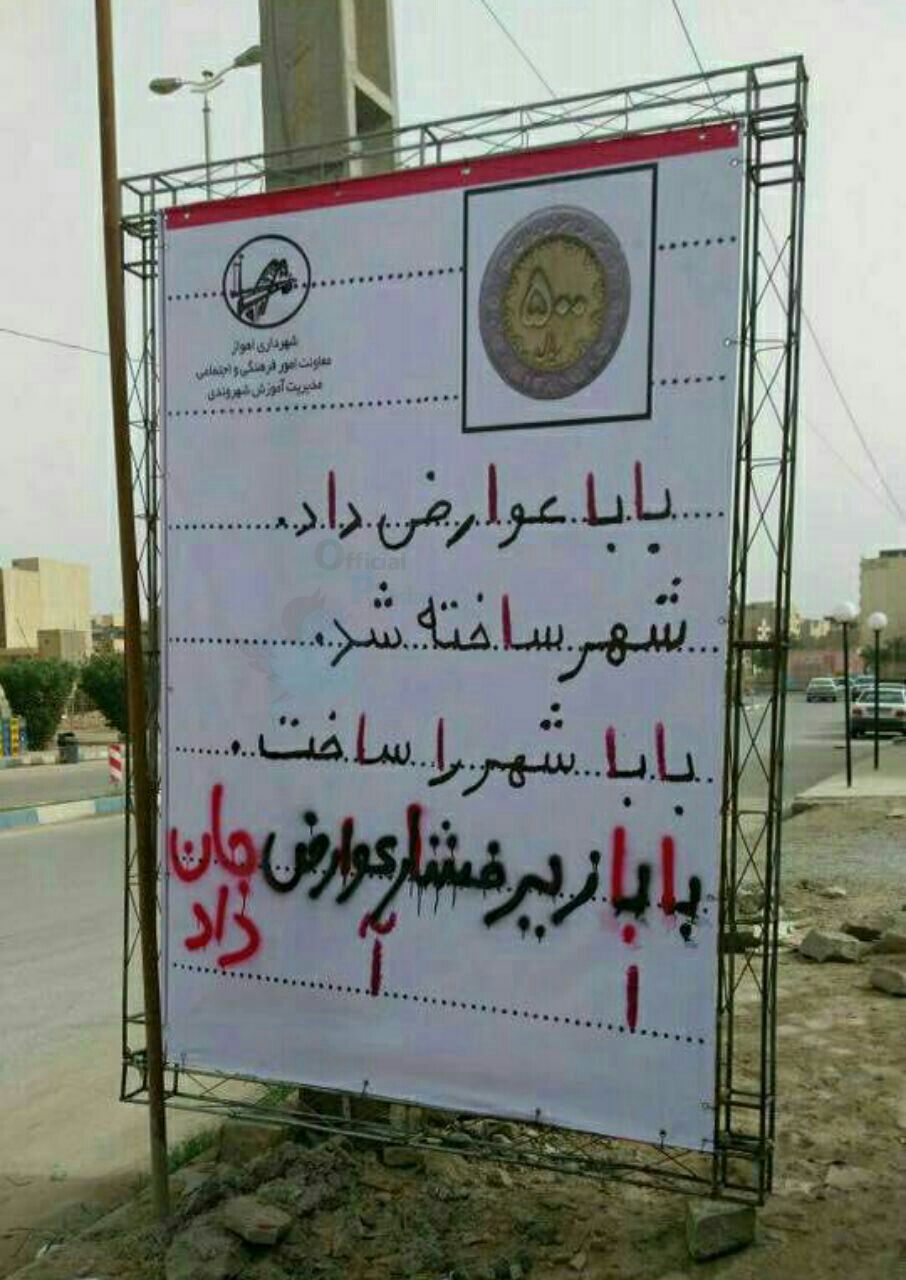 ۵۰۰
ریال
شهرداری اهواز
معاونت امور فرهنگی و اجتماعی
مدیریت آموزش شهروندی
بابا عوارض داد.
شهر ساخته شد.
بابا شهر را ساخت.
بابا زیر فشار عوارض جان
داد
آ ا
Official